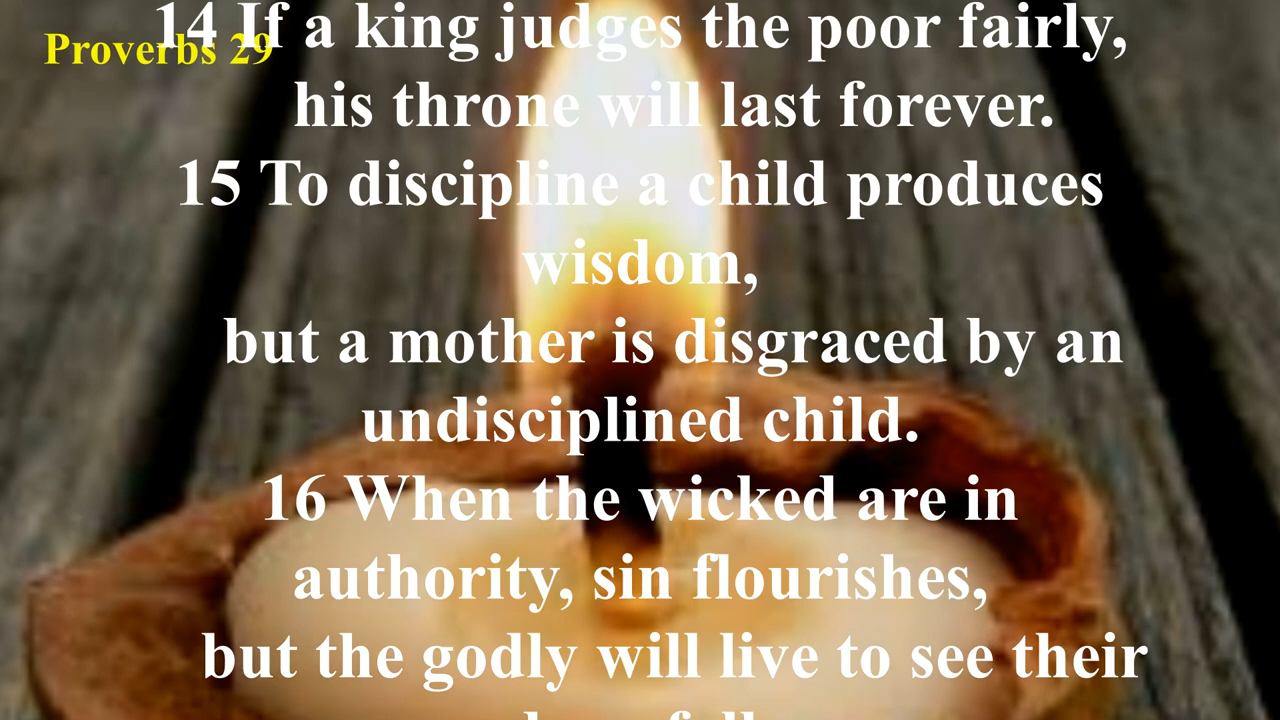 Proverbs 29
14 If a king judges the poor fairly,
his throne will last forever.
15 To discipline a child produces
wisdom,
but a mother is disgraced by an
undisciplined child.
16 When the wicked are in
authority, sin flourishes,
but the godly will live to see their